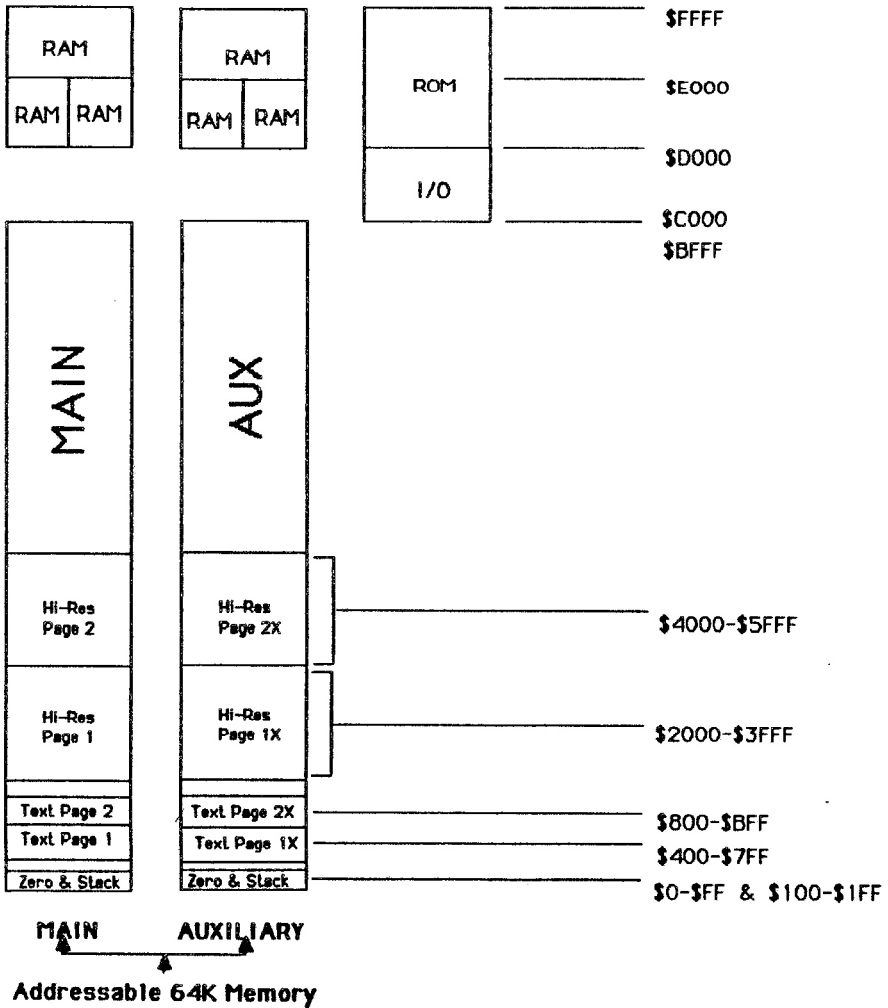 RAM
RAM RAM
RAM
RAM RAM
ROM
I/O
$FFFF
$E000
$D000
$C000
$BFFF
MAIN
AUX
Hi-Res
Page 2
Hi-Res
Page 2X
$4000-$5FFF
Hi-Res
Page 1
Hi-Res
Page 1X
$2000-$3FFF
Text Page 2
Text Page 2X
$800-$BFF
Text Page 1
Text Page 1X
$400-$7FF
Zero & Stack
Zero & Stack
$0-$FF & $100-$1FF
MAIN
AUXILIARY
Addressable 64K Memory